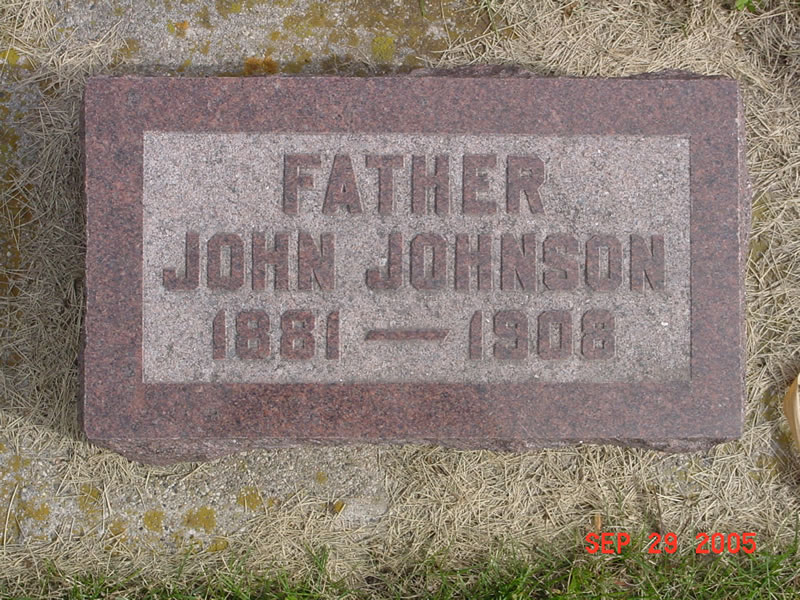 FATHER
JOHN JOHNSON
1881 — 1908
SEP 29 2005